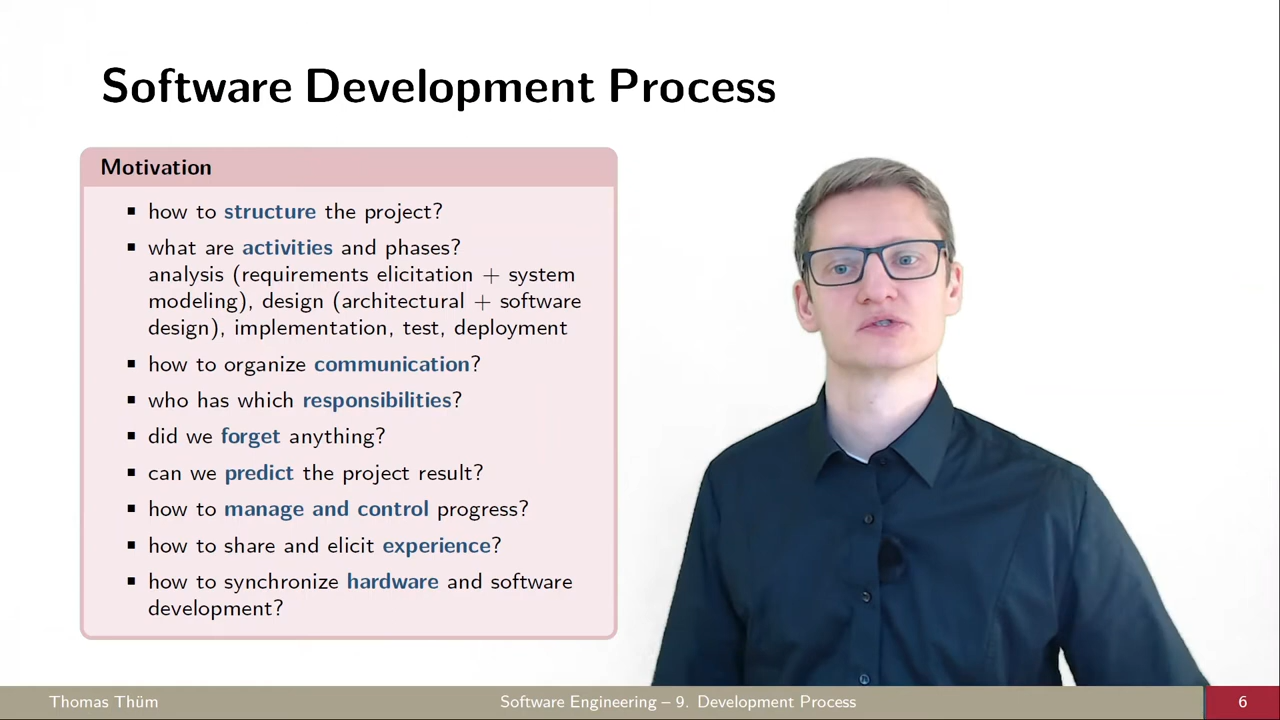 Software Development Process
Motivation
▪ how to structure the project?
▪ what are activities and phases?
analysis (requirements elicitation + system
modeling), design (architectural + software
design), implementation, test, deployment
▪ how to organize communication?
▪ who has which responsibilities?
▪ did we forget anything?
▪ can we predict the project result?
▪ how to manage and control progress?
▪ how to share and elicit experience?
▪ how to synchronize hardware and software
development?
Thomas Thüm
Software Engineering – 9. Development Process
6